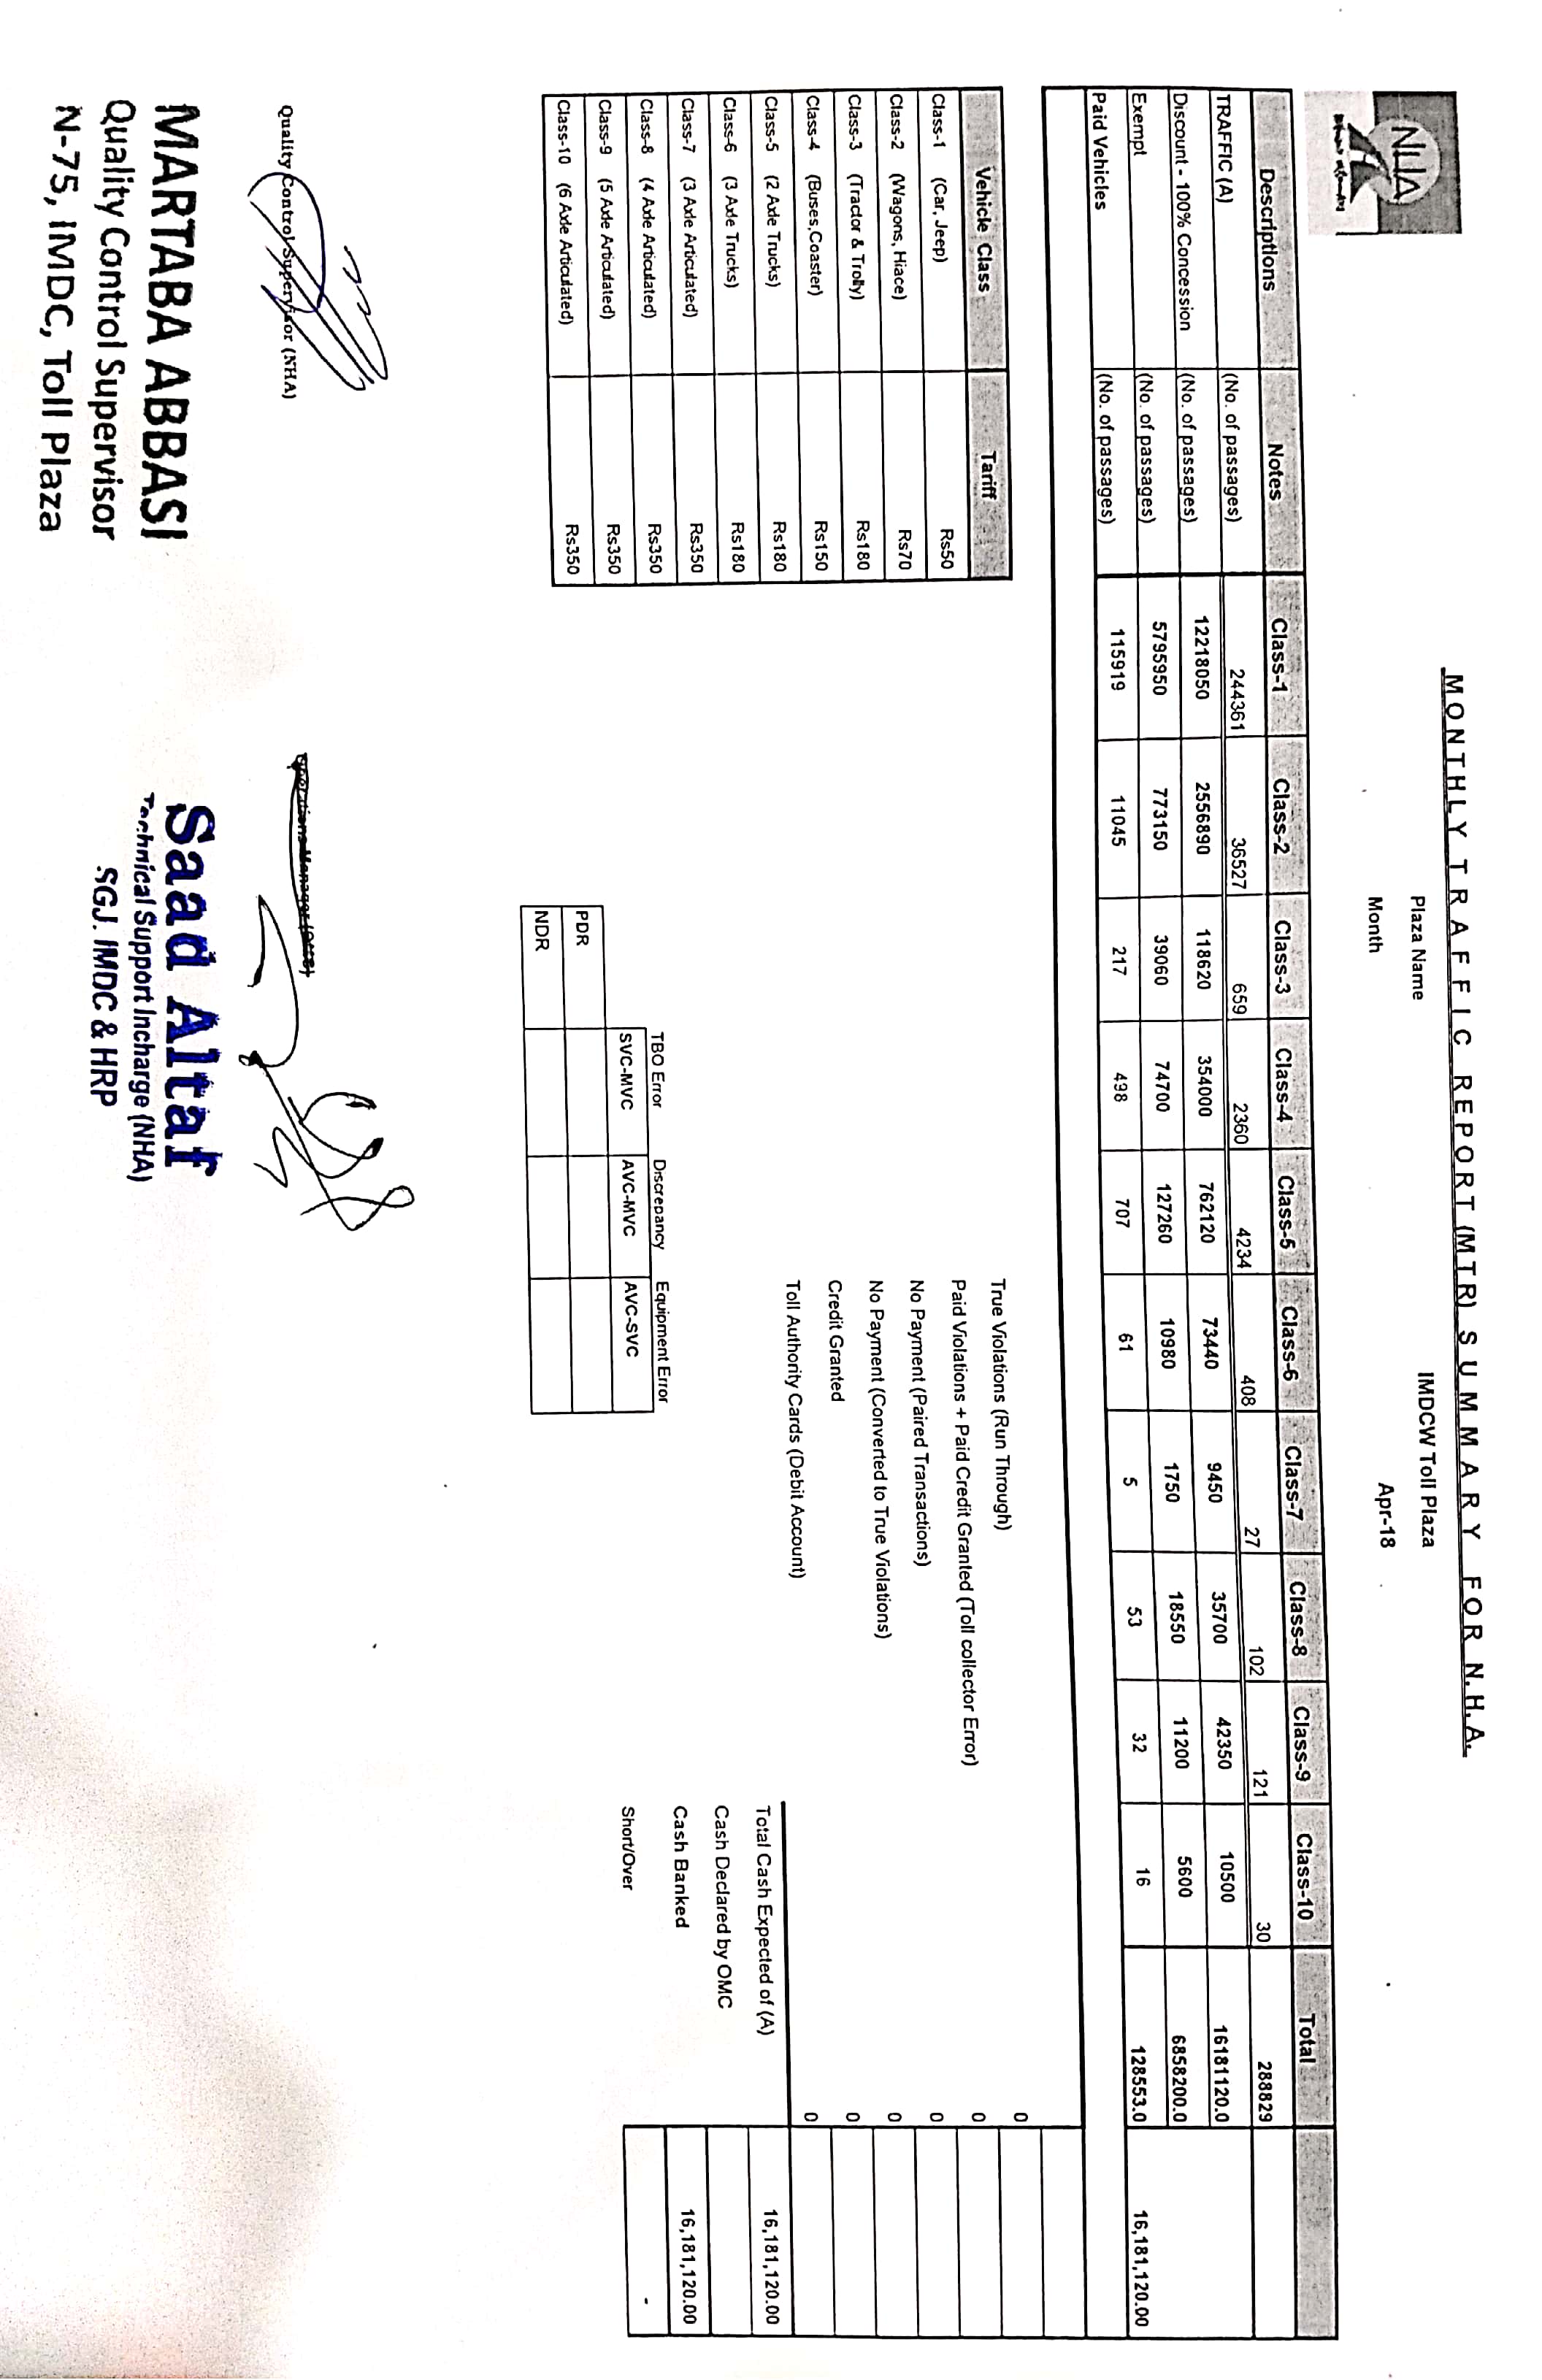 NHA
MONTHLY TRAFFIC REPORT (MTR) SUMMARY FOR N.H.A.
Plaza Name IMDCW Toll Plaza
Month Apr-18
Descriptions Notes Class-1 Class-2 Class-3 Class-4 Class-5 Class-6 Class-7 Class-8 Class-9 Class-10 Total
TRAFFIC (A) (No. of passages) 244361 36527 659 2360 4234 408 27 102 121 30 288829
Discount - 100% Concession (No. of passages) 12218050 2556890 118620 354000 762120 73440 9450 35700 42350 10500 16181120.0
Exempt (No. of passages) 5795950 773150 39060 74700 127260 10980 1750 18550 11200 5600 6858200.0
Paid Vehicles (No. of passages) 115919 11045 217 498 707 61 5 53 32 16 128553.0 16,181,120.00
Vehicle Class Tariff
Class-1 (Car, Jeep) Rs50
Class-2 (Wagons, Hiace) Rs70
Class-3 (Tractor & Trolly) Rs180
Class-4 (Buses,Coaster) Rs150
Class-5 (2 Axle Trucks) Rs180
Class-6 (3 Axle Trucks) Rs180
Class-7 (3 Axle Articulated) Rs350
Class-8 (4 Axle Articulated) Rs350
Class-9 (5 Axle Articulated) Rs350
Class-10 (6 Axle Articulated) Rs350
True Violations (Run Through) 0
Paid Violations + Paid Credit Granted (Toll collector Error) 0
No Payment (Paired Transactions) 0
No Payment (Converted to True Violations) 0
Credit Granted 0
Toll Authority Cards (Debit Account) 0
Total Cash Expected of (A) 16,181,120.00
Cash Declared by OMC
Cash Banked 16,181,120.00
Short/Over -
TBO Error Discrepancy Equipment Error
SVC-MVC AVC-MVC AVC-SVC
PDR
NDR
Quality Control Supervisor (NHA)
MARTABA ABBASI
Quality Control Supervisor
N-75, IMDC, Toll Plaza
Operations Manager
Saad Altaf
Technical Support Incharge (NHA)
SGJ. IMDC & HRP